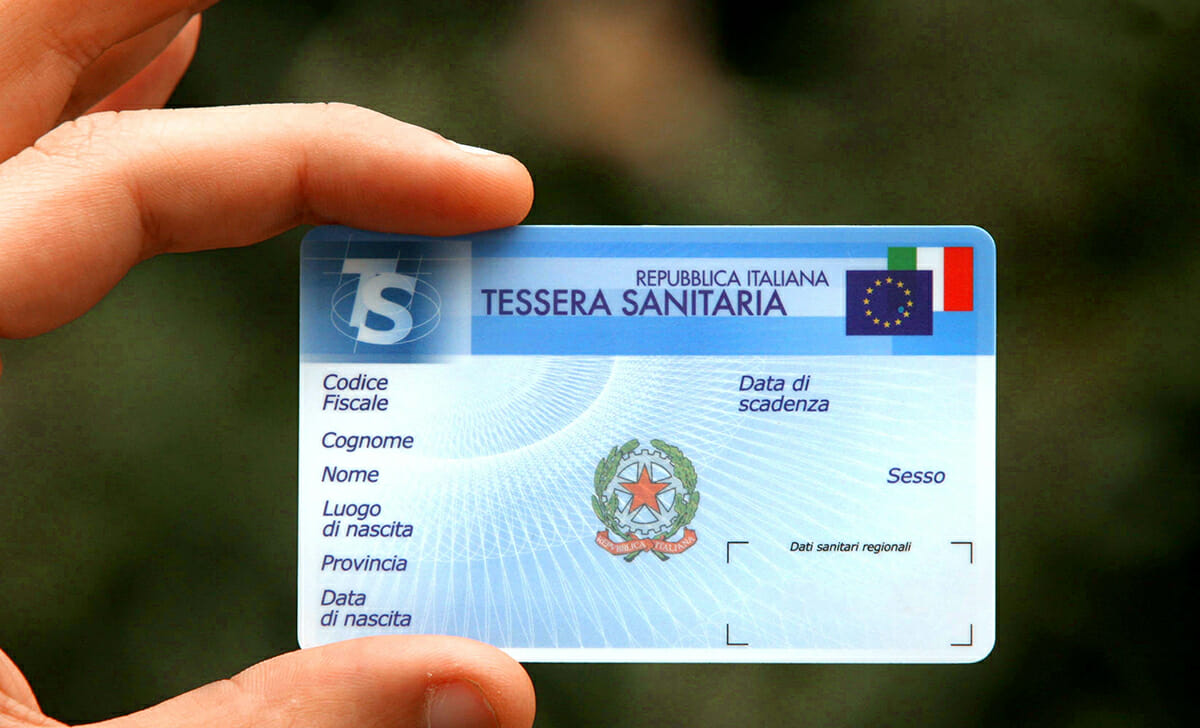 TS
REPUBBLICA ITALIANA
TESSERA SANITARIA
Codice
Fiscale
Data di
scadenza
Cognome
Nome
Sesso
Luogo
di nascita
REPVBBLICA ITALIANA
Dati sanitari regionali
Provincia
Data
di nascita